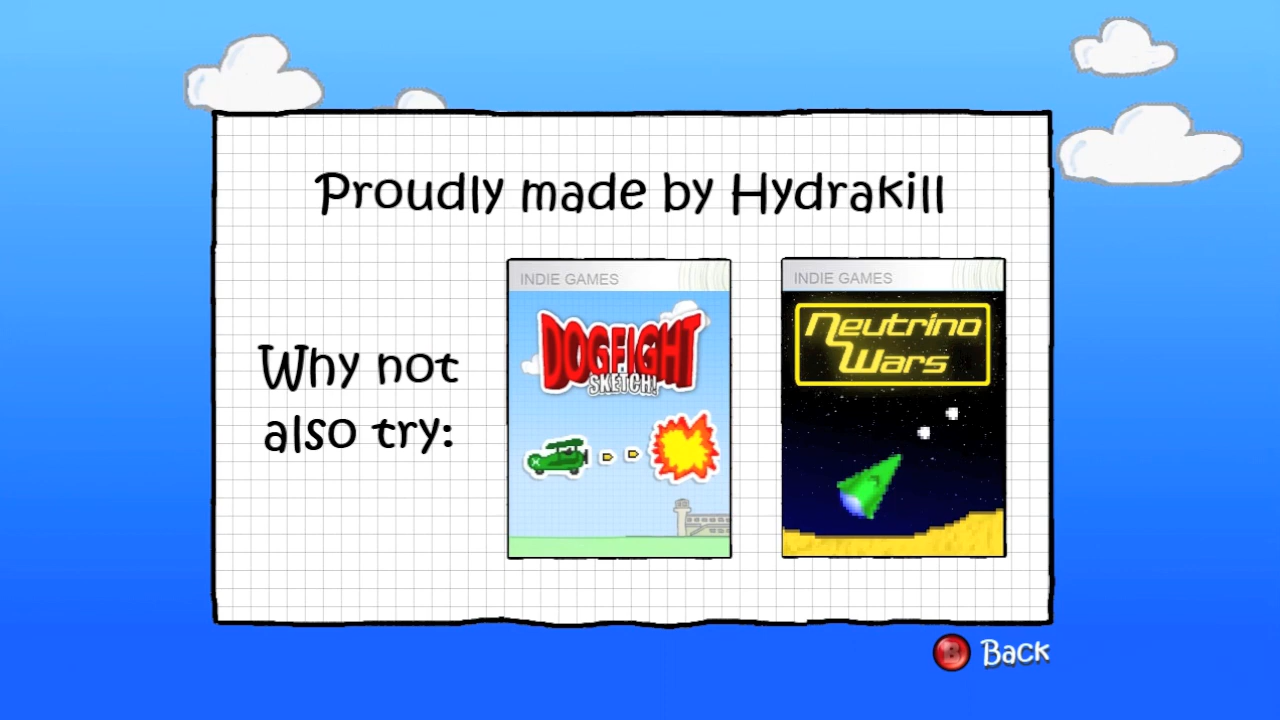 Proudly made by Hydrakill
Why not
also try:
INDIE GAMES
DOGFIGHT
SKETCH!
INDIE GAMES
Neutrino
Wars
B Back